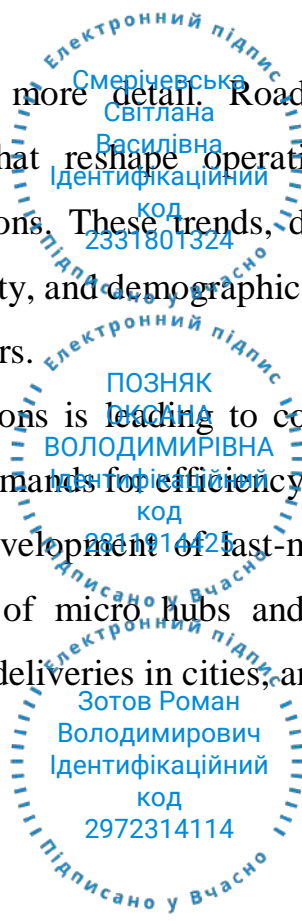 Електронний підпис
more detail. Road
Смерічевська
Світлана
Василівна
hat reshape operati
Ідентифікаційний
код
ons. These trends, d
2331801324
Підписано у Вчасно
ty, and demographic
Електронний підпис
rs.
ПОЗНЯК
ОКСАНА
ons is leading to co
ВОЛОДИМИРІВНА
Ідентифікаційний
mands for efficiency
код
2811914425
velopment of last-m
Підписано у Вчасно
of micro hubs and
Електронний підпис
deliveries in cities, an
Зотов Роман
Володимирович
Ідентифікаційний
код
2972314114
Підписано у Вчасно